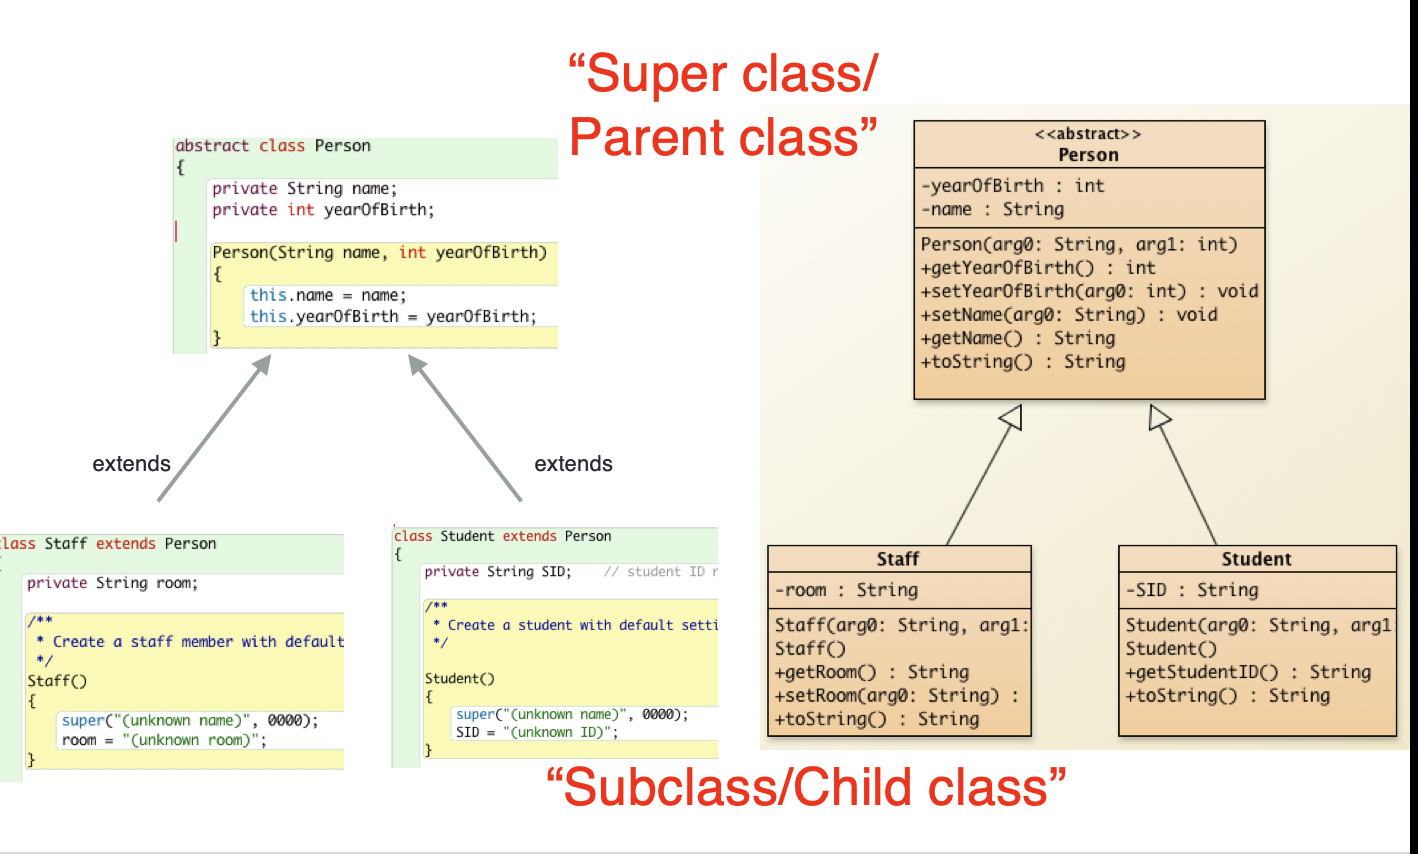 “Super class/
Parent class”
abstract class Person
{
private String name;
private int yearOfBirth;
Person(String name, int yearOfBirth)
{
this.name = name;
this.yearOfBirth = yearOfBirth;
}
extends
extends
lass Staff extends Person
private String room;
/**
* Create a staff member with default
*/
Staff()
{
super("(unknown name)", 0000);
room = "(unknown room)";
}
class Student extends Person
{
private String SID; // student ID
/**
* Create a student with default setti
*/
Student()
{
super("(unknown name)", 0000);
SID = "(unknown ID)";
}
<<abstract>>
Person
-yearOfBirth : int
-name : String
Person(arg0: String, arg1: int)
+getYearOfBirth() : int
+setYearOfBirth(arg0: int) : void
+setName(arg0: String) : void
+getName() : String
+toString() : String
Staff
-room : String
Staff(arg0: String, arg1:
Staff()
+getRoom() : String
+setRoom(arg0: String) :
+toString() : String
Student
-SID : String
Student(arg0: String, arg1
Student()
+getStudentID() : String
+toString() : String
“Subclass/Child class”